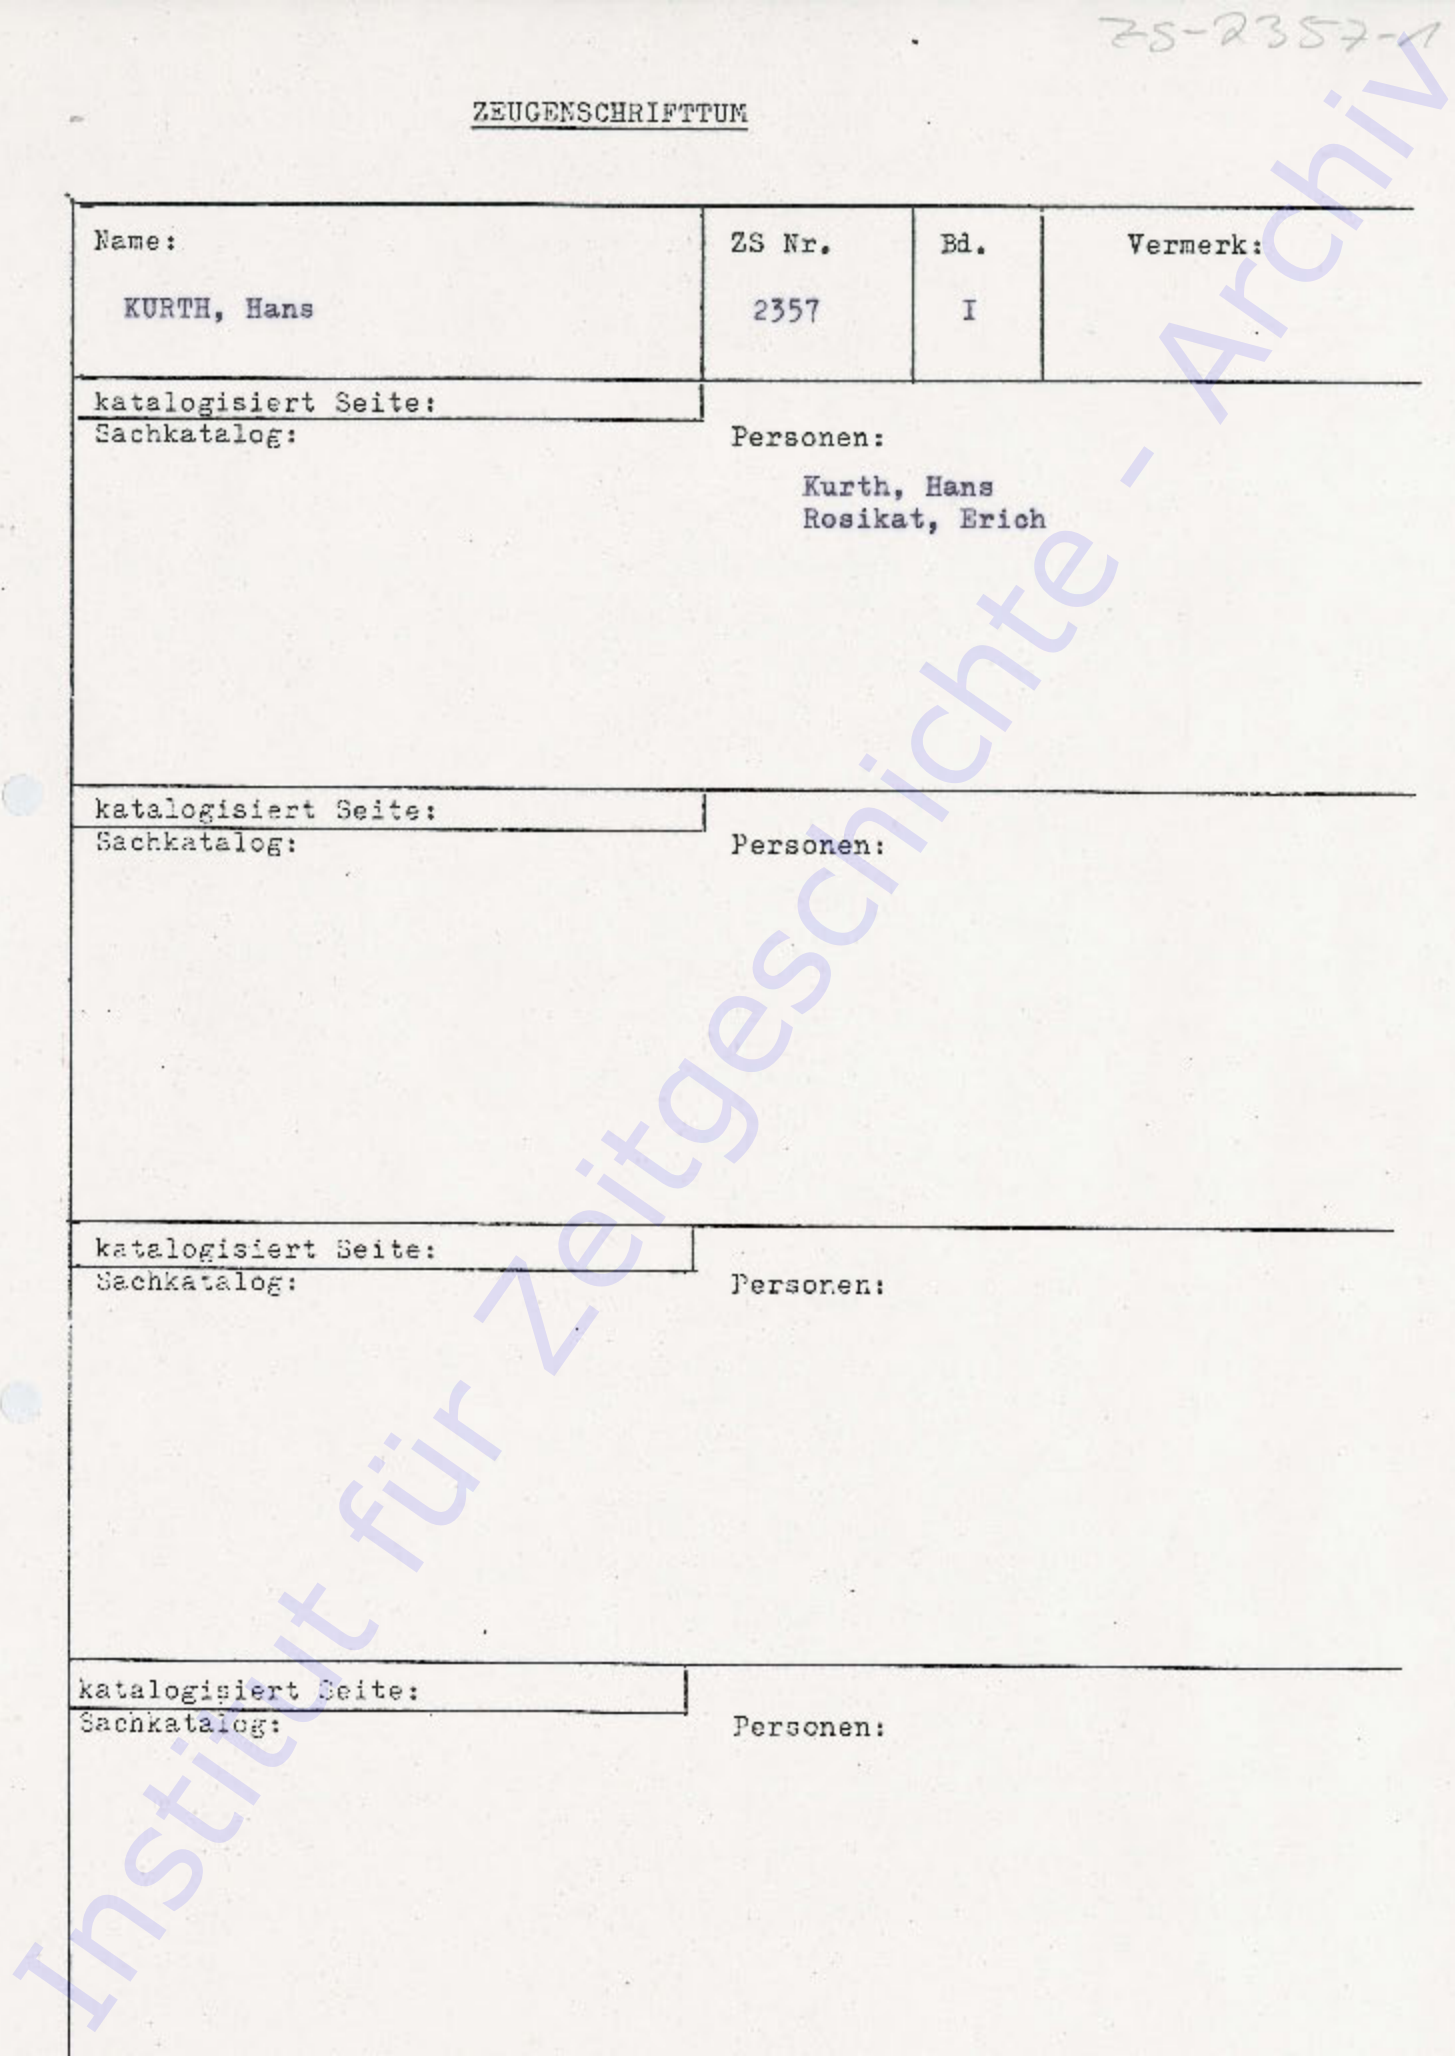 ZS-2357-1
ZEUGENSCHRIFTTUM
Name: ZS Nr. Bd. Vermerk:
KURTH, Hans 2357 I
katalogisiert Seite:
Sachkatalog: Personen:
Kurth, Hans
Rosikat, Erich
katalogisiert Seite:
Sachkatalog: Personen:
katalogisiert Seite:
Sachkatalog: Personen:
katalogisiert Seite:
Sachkatalog: Personen:
Institut für Zeitgeschichte - Archiv